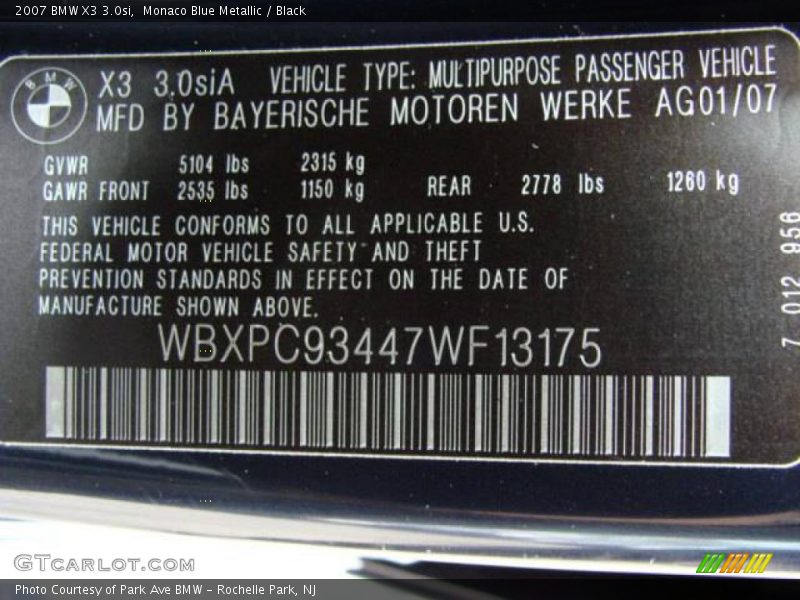 2007 BMW X3 3.0si, Monaco Blue Metallic / Black
BMW
X3 3.0siA VEHICLE TYPE: MULTIPURPOSE PASSENGER VEHICLE
MFD BY BAYERISCHE MOTOREN WERKE AG01/07
GVWR 5104 lbs 2315 kg
GAWR FRONT 2535 lbs 1150 kg REAR 2778 lbs 1260 kg
THIS VEHICLE CONFORMS TO ALL APPLICABLE U.S.
FEDERAL MOTOR VEHICLE SAFETY AND THEFT
PREVENTION STANDARDS IN EFFECT ON THE DATE OF
MANUFACTURE SHOWN ABOVE.
WBXPC93447WF13175
7 012 956
GTCARLOT.COM
Photo Courtesy of Park Ave BMW - Rochelle Park, NJ